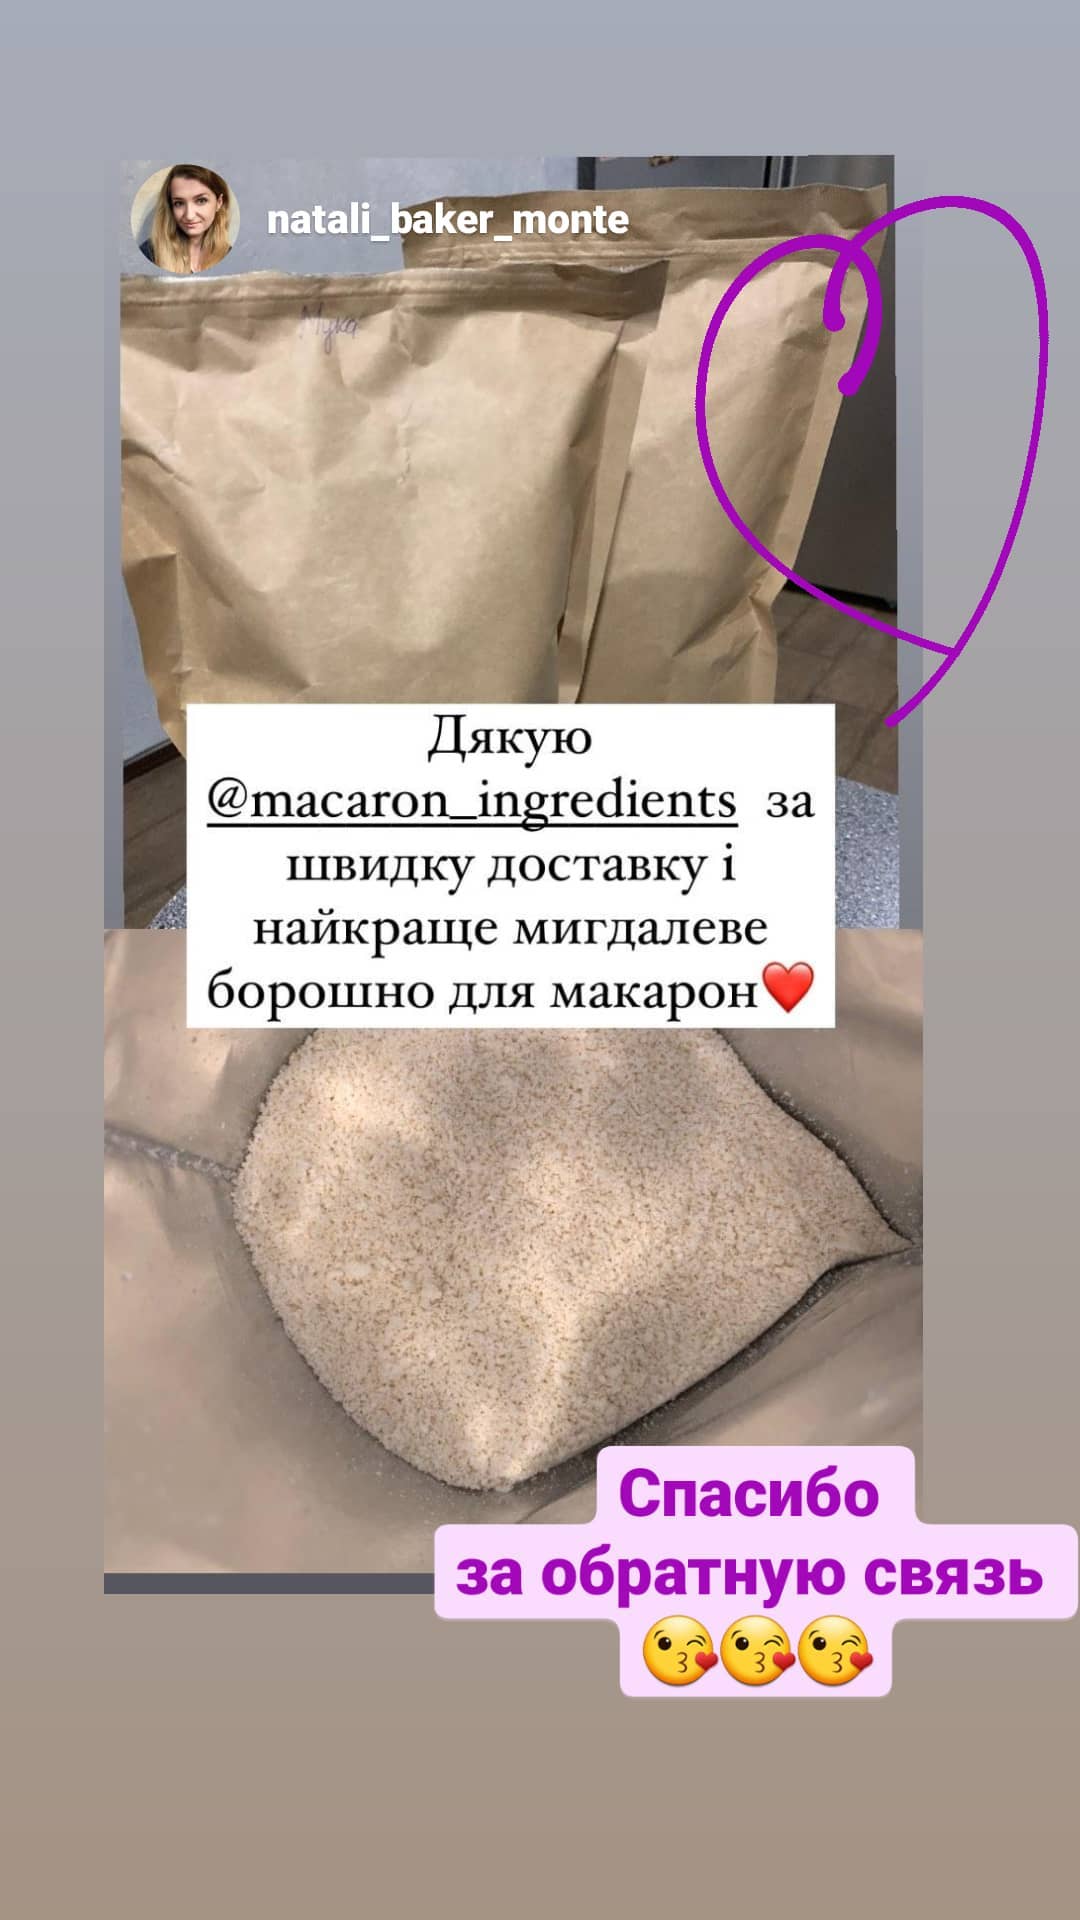 natali_baker_monte
Мука
Дякую
@macaron_ingredients за
швидку доставку і
найкраще мигдалеве
борошно для макарон❤️
Спасибо
за обратную связь
😘😘😘